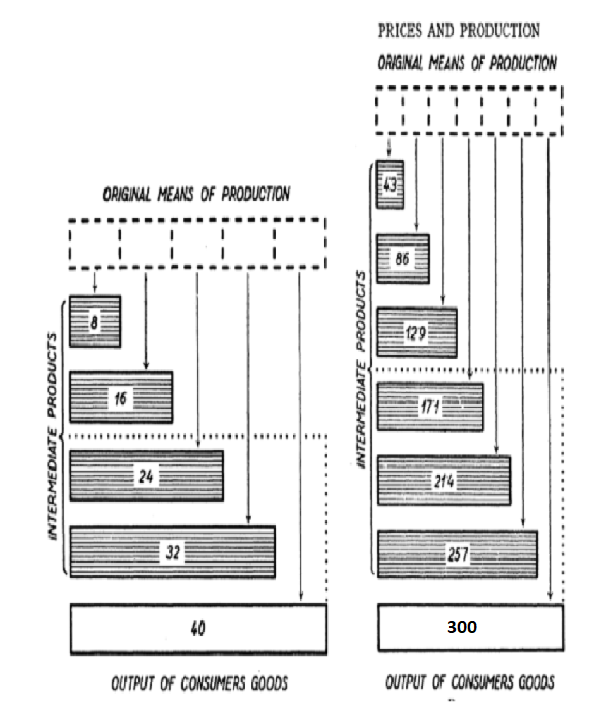 PRICES AND PRODUCTION
ORIGINAL MEANS OF PRODUCTION
43
86
129
171
214
257
300
INTERMEDIATE PRODUCTS
OUTPUT OF CONSUMERS GOODS
ORIGINAL MEANS OF PRODUCTION
8
16
24
32
40
INTERMEDIATE PRODUCTS
OUTPUT OF CONSUMERS GOODS